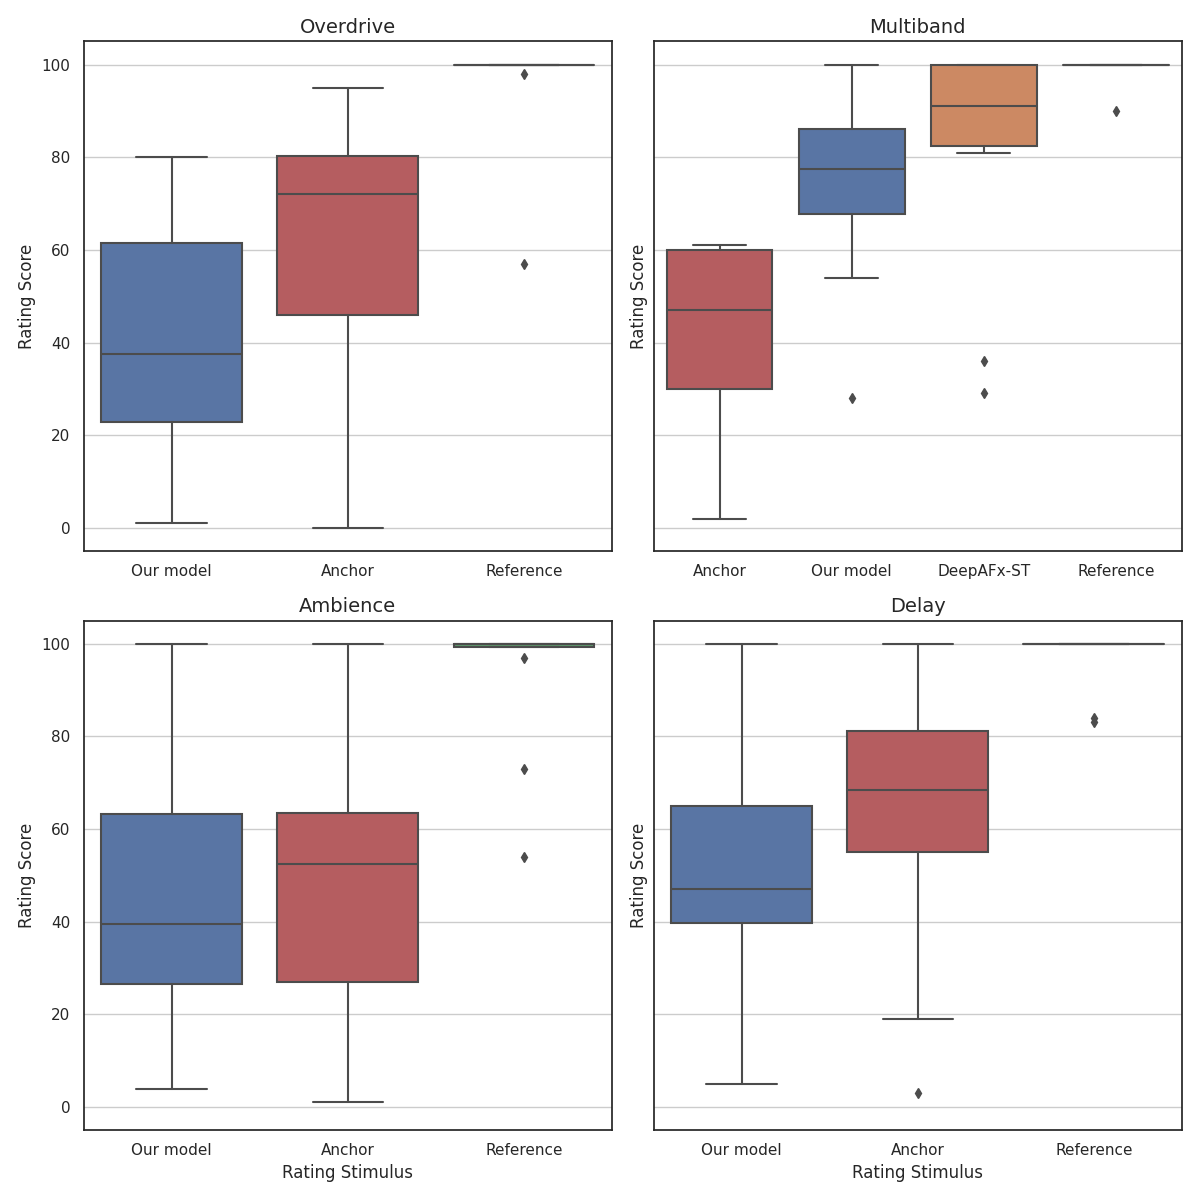 Overdrive
100
80
60
40
20
0
Rating Score
Our model Anchor Reference
Multiband
Rating Score
Anchor Our model DeepAFx-ST Reference
Ambience
100
80
60
40
20
0
Rating Score
Our model Anchor Reference
Rating Stimulus
Delay
Rating Score
Our model Anchor Reference
Rating Stimulus